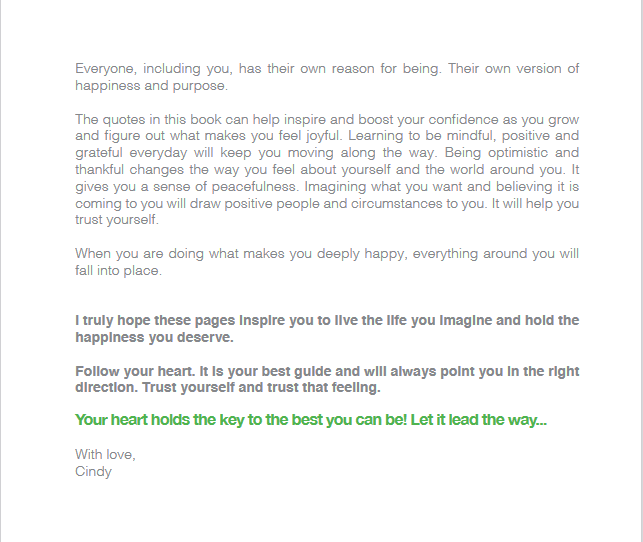 Everyone, including you, has their own reason for being. Their own version of
happiness and purpose.
The quotes in this book can help inspire and boost your confidence as you grow
and figure out what makes you feel joyful. Learning to be mindful, positive and
grateful everyday will keep you moving along the way. Being optimistic and
thankful changes the way you feel about yourself and the world around you. It
gives you a sense of peacefulness. Imagining what you want and believing it is
coming to you will draw positive people and circumstances to you. It will help you
trust yourself.
When you are doing what makes you deeply happy, everything around you will
fall into place.
I truly hope these pages inspire you to live the life you imagine and hold the
happiness you deserve.
Follow your heart. It is your best guide and will always point you in the right
direction. Trust yourself and trust that feeling.
Your heart holds the key to the best you can be! Let it lead the way...
With love,
Cindy